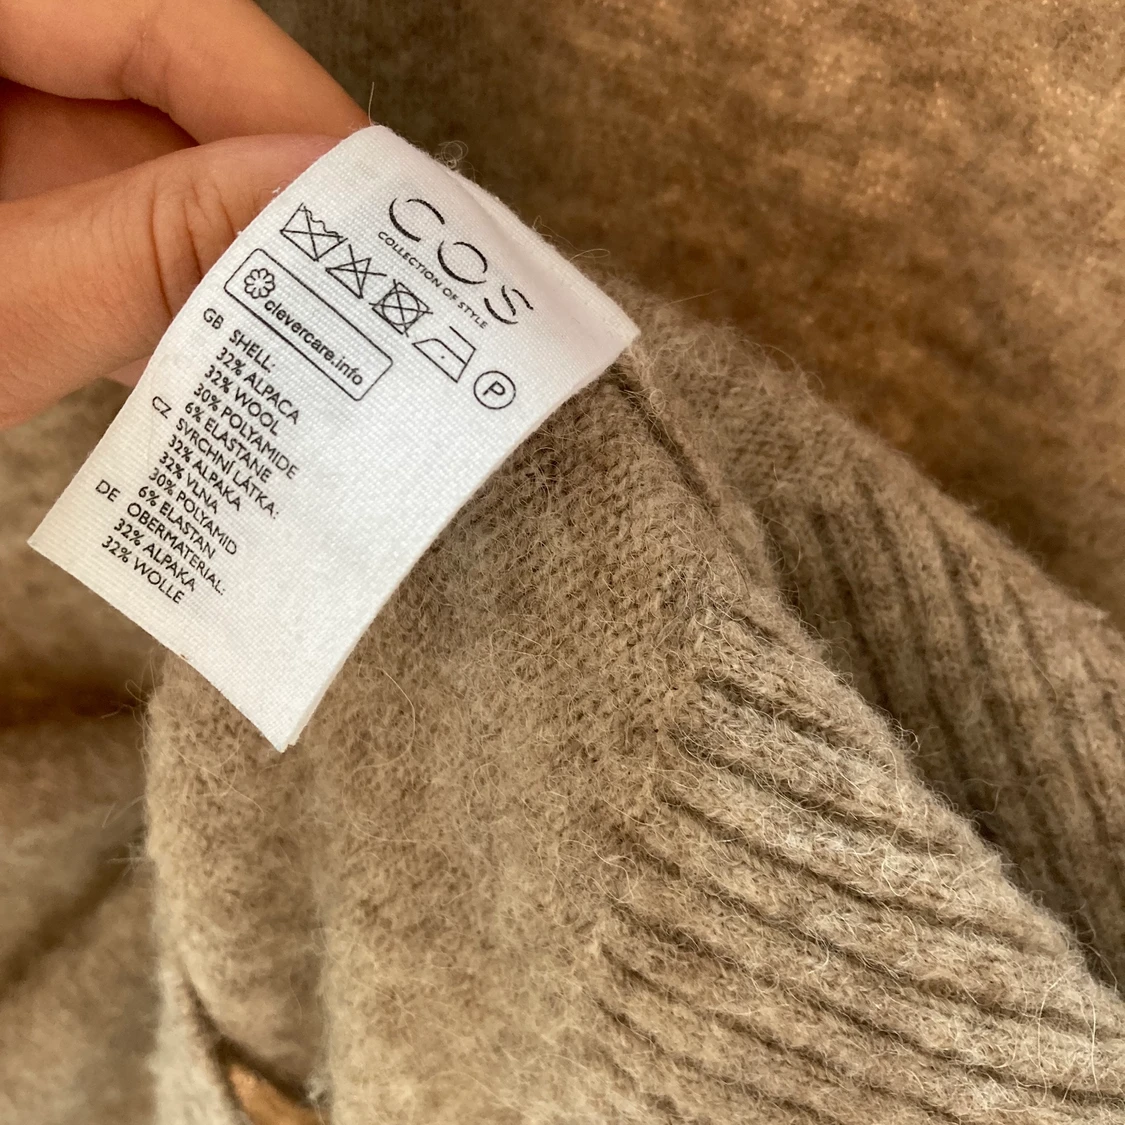 COS
COLLECTION OF STYLE
P
clevercare.info
GB SHELL:
32% ALPACA
32% WOOL
30% POLYAMIDE
6% ELASTANE
CZ SVRCHNÍ LÁTKA:
32% ALPAKA
32% VLNA
30% POLYAMID
6% ELASTAN
DE OBERMATERIAL:
32% ALPAKA
32% WOLLE